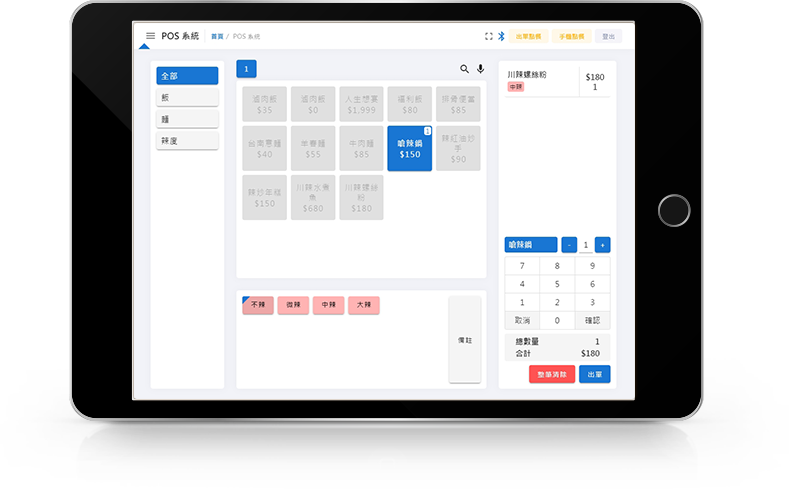 POS 系統
首頁 / POS 系統
出單點餐
手機點餐
登出
全部
飯
麵
辣度
1
滷肉飯
$35
滷肉飯
$0
人生想宴
$1,999
福利飯
$80
排骨便當
$85
台南意麵
$40
羊春麵
$55
牛肉麵
$85
嗆辣鍋
$150
1
辣紅油抄手
$90
辣炒年糕
$150
川辣水煮魚
$680
川辣螺絲粉
$180
不辣
微辣
中辣
大辣
備註
川辣螺絲粉
中辣
$180
1
嗆辣鍋
- 1 +
7 8 9
4 5 6
1 2 3
取消 0 確認
總數量 1
合計 $180
整張清除
出單